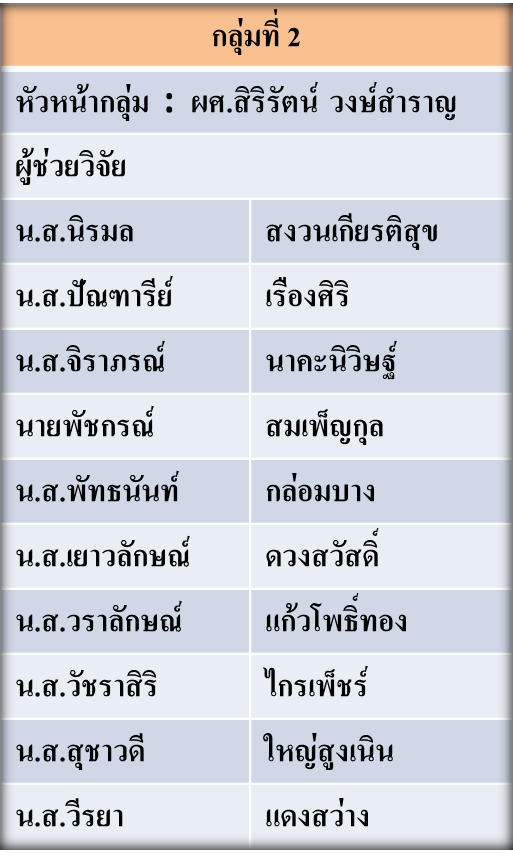 กลุ่มที่ 2
หัวหน้ากลุ่ม : ผศ.สิริรัตน์ วงษ์สำราญ
ผู้ช่วยวิจัย
น.ส.นิรมล สงวนเกียรติสุข
น.ส.ปัณฑารีย์ เรืองศิริ
น.ส.จิราภรณ์ นาคะนิวิษฐ์
นายพัชกรณ์ สมเพ็ญกุล
น.ส.พัทธนันท์ กล่อมบาง
น.ส.เยาวลักษณ์ ดวงสวัสดิ์
น.ส.วราลักษณ์ แก้วโพธิ์ทอง
น.ส.วัชราสิริ ไกรเพ็ชร์
น.ส.สุชาวดี ใหญ่สูงเนิน
น.ส.วีรยา แดงสว่าง